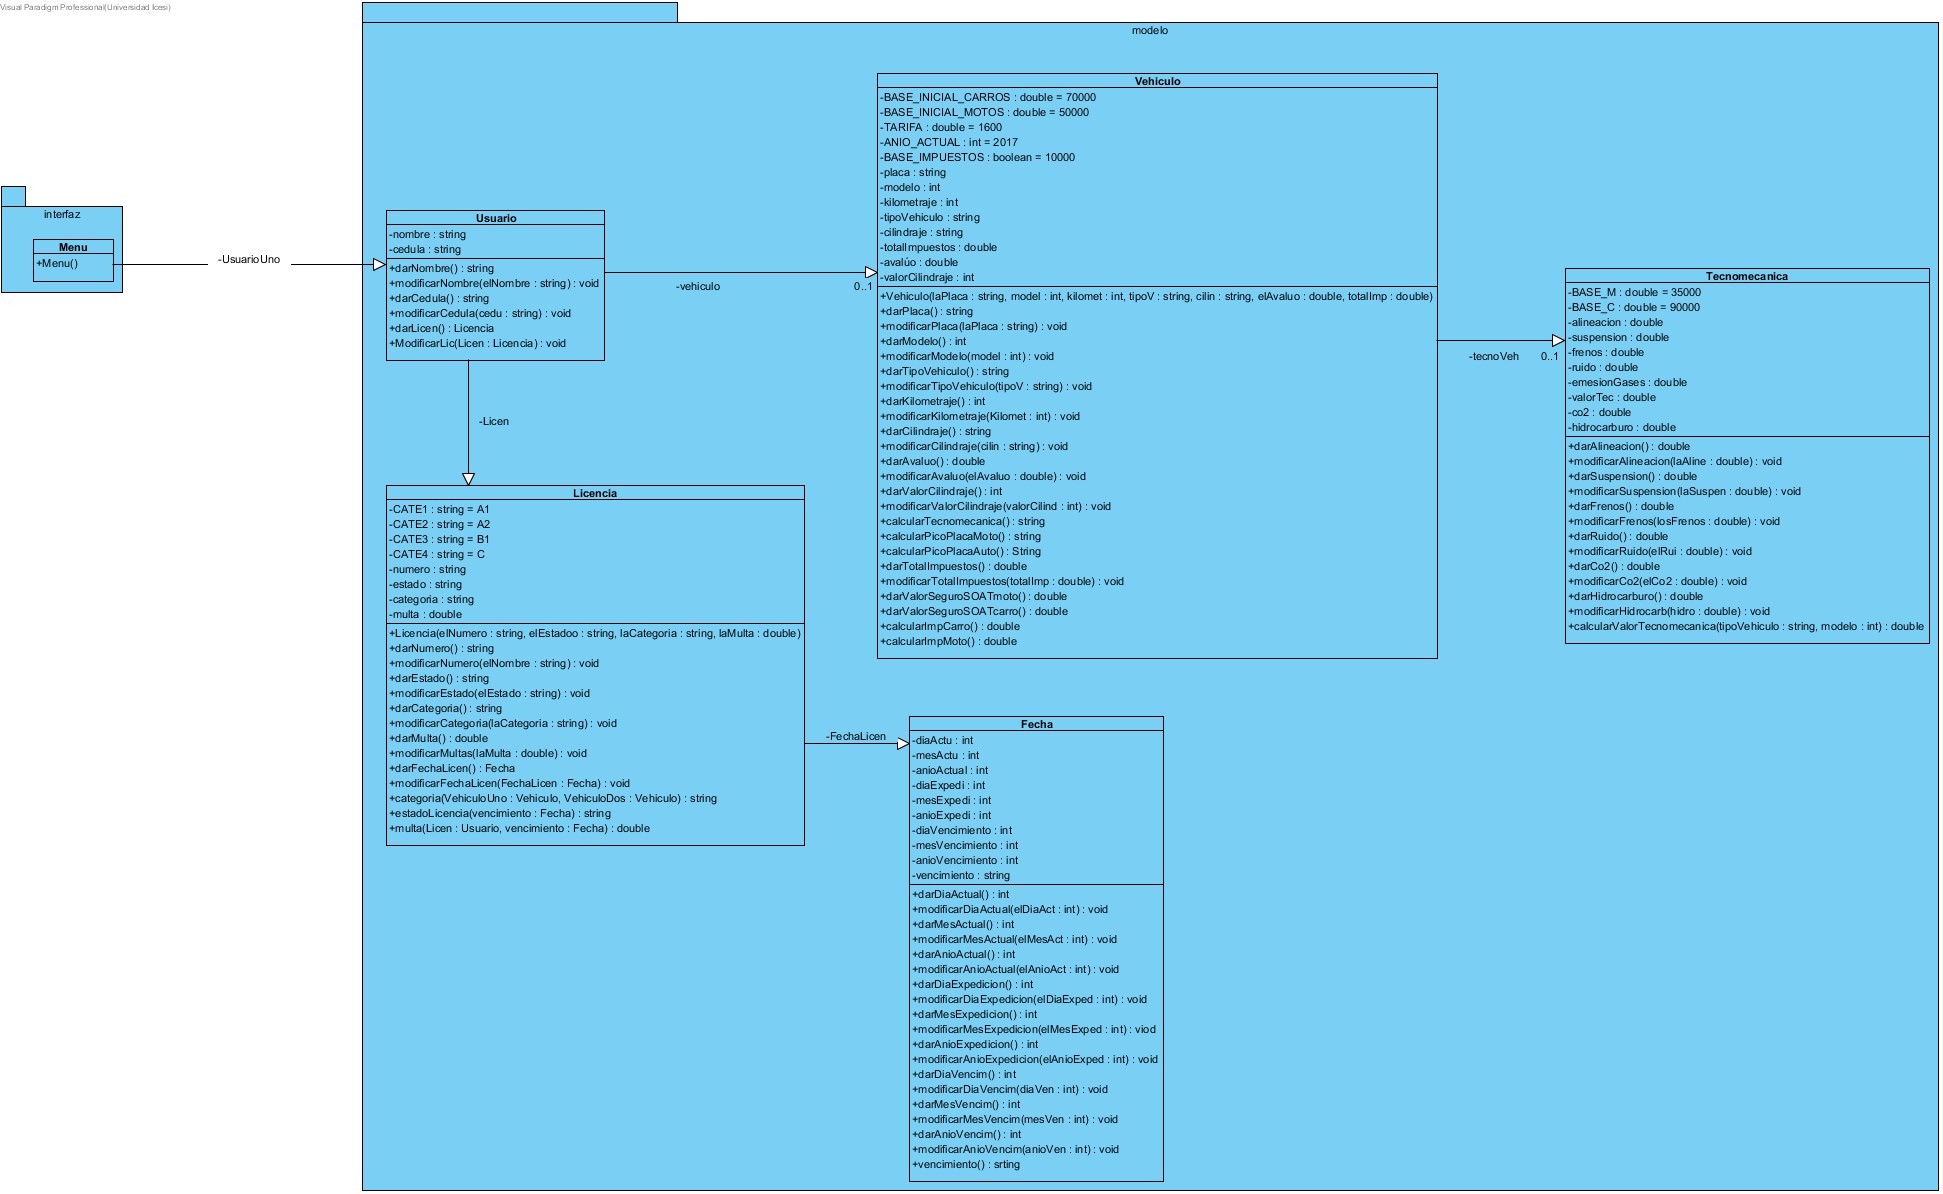 Visual Paradigm Professional(Universidad Icesi)
modelo
interfaz
Menu
+Menu()
-UsuarioUno
Usuario
-nombre : string
-cedula : string
+darNombre() : string
+modificarNombre(elNombre : string) : void
+darCedula() : string
+modificarCedula(cedu : string) : void
+darLicen() : Licencia
+ModificarLic(Licen : Licencia) : void
-vehiculo
0..1
-Licen
Licencia
-CATE1 : string = A1
-CATE2 : string = A2
-CATE3 : string = B1
-CATE4 : string = C
-numero : string
-estado : string
-categoria : string
-multa : double
+Licencia(elNumero : string, elEstadoo : string, laCategoria : string, laMulta : double)
+darNumero() : string
+modificarNumero(elNombre : string) : void
+darEstado() : string
+modificarEstado(elEstado : string) : void
+darCategoria() : string
+modificarCategoria(laCategoria : string) : void
+darMulta() : double
+modificarMultas(laMulta : double) : void
+darFechaLicen() : Fecha
+modificarFechaLicen(FechaLicen : Fecha) : void
+categoria(VehiculoUno : Vehiculo, VehiculoDos : Vehiculo) : string
+estadoLicencia(vencimiento : Fecha) : string
+multa(Licen : Usuario, vencimiento : Fecha) : double
-FechaLicen
Vehiculo
-BASE_INICIAL_CARROS : double = 70000
-BASE_INICIAL_MOTOS : double = 50000
-TARIFA : double = 1600
-ANIO_ACTUAL : int = 2017
-BASE_IMPUESTOS : boolean = 10000
-placa : string
-modelo : int
-kilometraje : int
-tipoVehiculo : string
-cilindraje : string
-totalImpuestos : double
-avalúo : double
-valorCilindraje : int
+Vehiculo(laPlaca : string, model : int, kilomet : int, tipoV : string, cilin : string, elAvaluo : double, totalImp : double)
+darPlaca() : string
+modificarPlaca(laPlaca : string) : void
+darModelo() : int
+modificarModelo(model : int) : void
+darTipoVehiculo() : string
+modificarTipoVehiculo(tipoV : string) : void
+darKilometraje() : int
+modificarKilometraje(Kilomet : int) : void
+darCilindraje() : string
+modificarCilindraje(cilin : string) : void
+darAvaluo() : double
+modificarAvaluo(elAvaluo : double) : void
+darValorCilindraje() : int
+modificarValorCilindraje(valorCilind : int) : void
+calcularTecnomecanica() : string
+calcularPicoPlacaMoto() : string
+calcularPicoPlacaAuto() : String
+darTotalImpuestos() : double
+modificarTotalImpuestos(totalImp : double) : void
+darValorSeguroSOATmoto() : double
+darValorSeguroSOATcarro() : double
+calcularImpCarro() : double
+calcularImpMoto() : double
-tecnoVeh
0..1
Tecnomecanica
-BASE_M : double = 35000
-BASE_C : double = 90000
-alineacion : double
-suspension : double
-frenos : double
-ruido : double
-emesionGases : double
-valorTec : double
-co2 : double
-hidrocarburo : double
+darAlineacion() : double
+modificarAlineacion(laAline : double) : void
+darSuspension() : double
+modificarSuspension(laSuspen : double) : void
+darFrenos() : double
+modificarFrenos(losFrenos : double) : void
+darRuido() : double
+modificarRuido(elRui : double) : void
+darCo2() : double
+modificarCo2(elCo2 : double) : void
+darHidrocarburo() : double
+modificarHidrocarb(hidro : double) : void
+calcularValorTecnomecanica(tipoVehiculo : string, modelo : int) : double
Fecha
-diaActu : int
-mesActu : int
-anioActual : int
-diaExpedi : int
-mesExpedi : int
-anioExpedi : int
-diaVencimiento : int
-mesVencimiento : int
-anioVencimiento : int
-vencimiento : string
+darDiaActual() : int
+modificarDiaActual(elDiaAct : int) : void
+darMesActual() : int
+modificarMesActual(elMesAct : int) : void
+darAnioActual() : int
+modificarAnioActual(elAnioAct : int) : void
+darDiaExpedicion() : int
+modificarDiaExpedicion(elDiaExped : int) : void
+darMesExpedicion() : int
+modificarMesExpedicion(elMesExped : int) : viod
+darAnioExpedicion() : int
+modificarAnioExpedicion(elAnioExped : int) : void
+darDiaVencim() : int
+modificarDiaVencim(diaVen : int) : void
+darMesVencim() : int
+modificarMesVencim(mesVen : int) : void
+darAnioVencim() : int
+modificarAnioVencim(anioVen : int) : void
+vencimiento() : srting